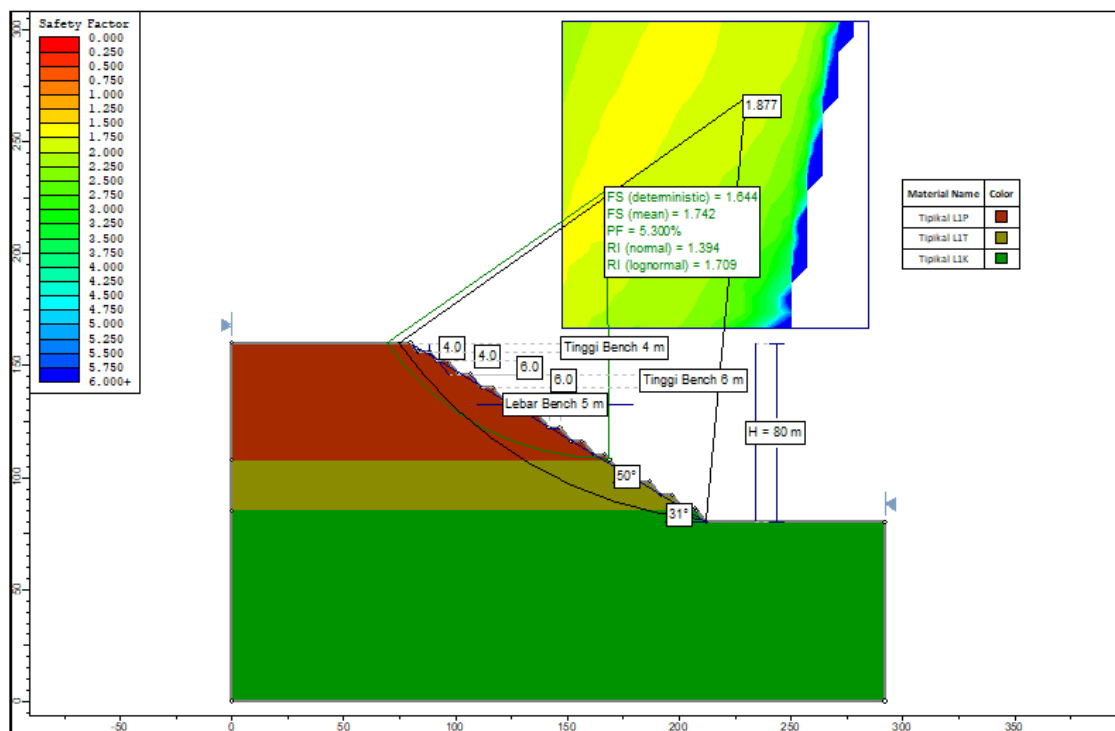 Safety Factor
0.000
0.250
0.500
0.750
1.000
1.250
1.500
1.750
2.000
2.250
2.500
2.750
3.000
3.250
3.500
3.750
4.000
4.250
4.500
4.750
5.000
5.250
5.500
5.750
6.000+
1.877
FS (deterministic) = 1.644
FS (mean) = 1.742
PF = 5.300%
RI (normal) = 1.394
RI (lognormal) = 1.709
Material Name Color
Tipikal L1P
Tipikal L1T
Tipikal L1K
4.0
4.0
6.0
6.0
Tinggi Bench 4 m
Tinggi Bench 6 m
Lebar Bench 5 m
H = 80 m
50°
31°
300
250
200
150
100
50
0
-50 0 50 100 150 200 250 300 350